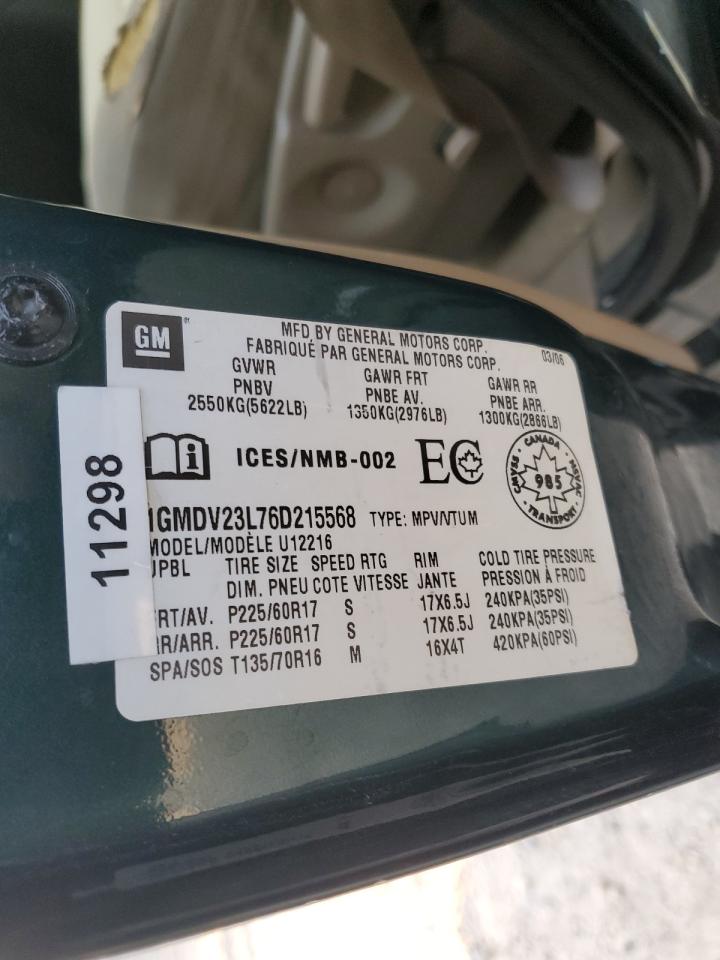 GM
MFD BY GENERAL MOTORS CORP.
FABRIQUÉ PAR GENERAL MOTORS CORP.
03/06
GVWR GAWR FRT GAWR RR
PNBV PNBE AV. PNBE ARR.
2550KG(5622LB) 1350KG(2976LB) 1300KG(2866LB)
i ICES/NMB-002 EC
CANADA
CMVSS 985 NSVAC
TRANSPORT
11298
1GMDV23L76D215568 TYPE: MPV/VTUM
MODEL/MODÈLE U12216
JPBL TIRE SIZE SPEED RTG RIM COLD TIRE PRESSURE
DIM. PNEU COTE VITESSE JANTE PRESSION À FROID
FRT/AV. P225/60R17 S 17X6.5J 240KPA(35PSI)
RR/ARR. P225/60R17 S 17X6.5J 240KPA(35PSI)
SPA/SOS T135/70R16 M 16X4T 420KPA(60PSI)